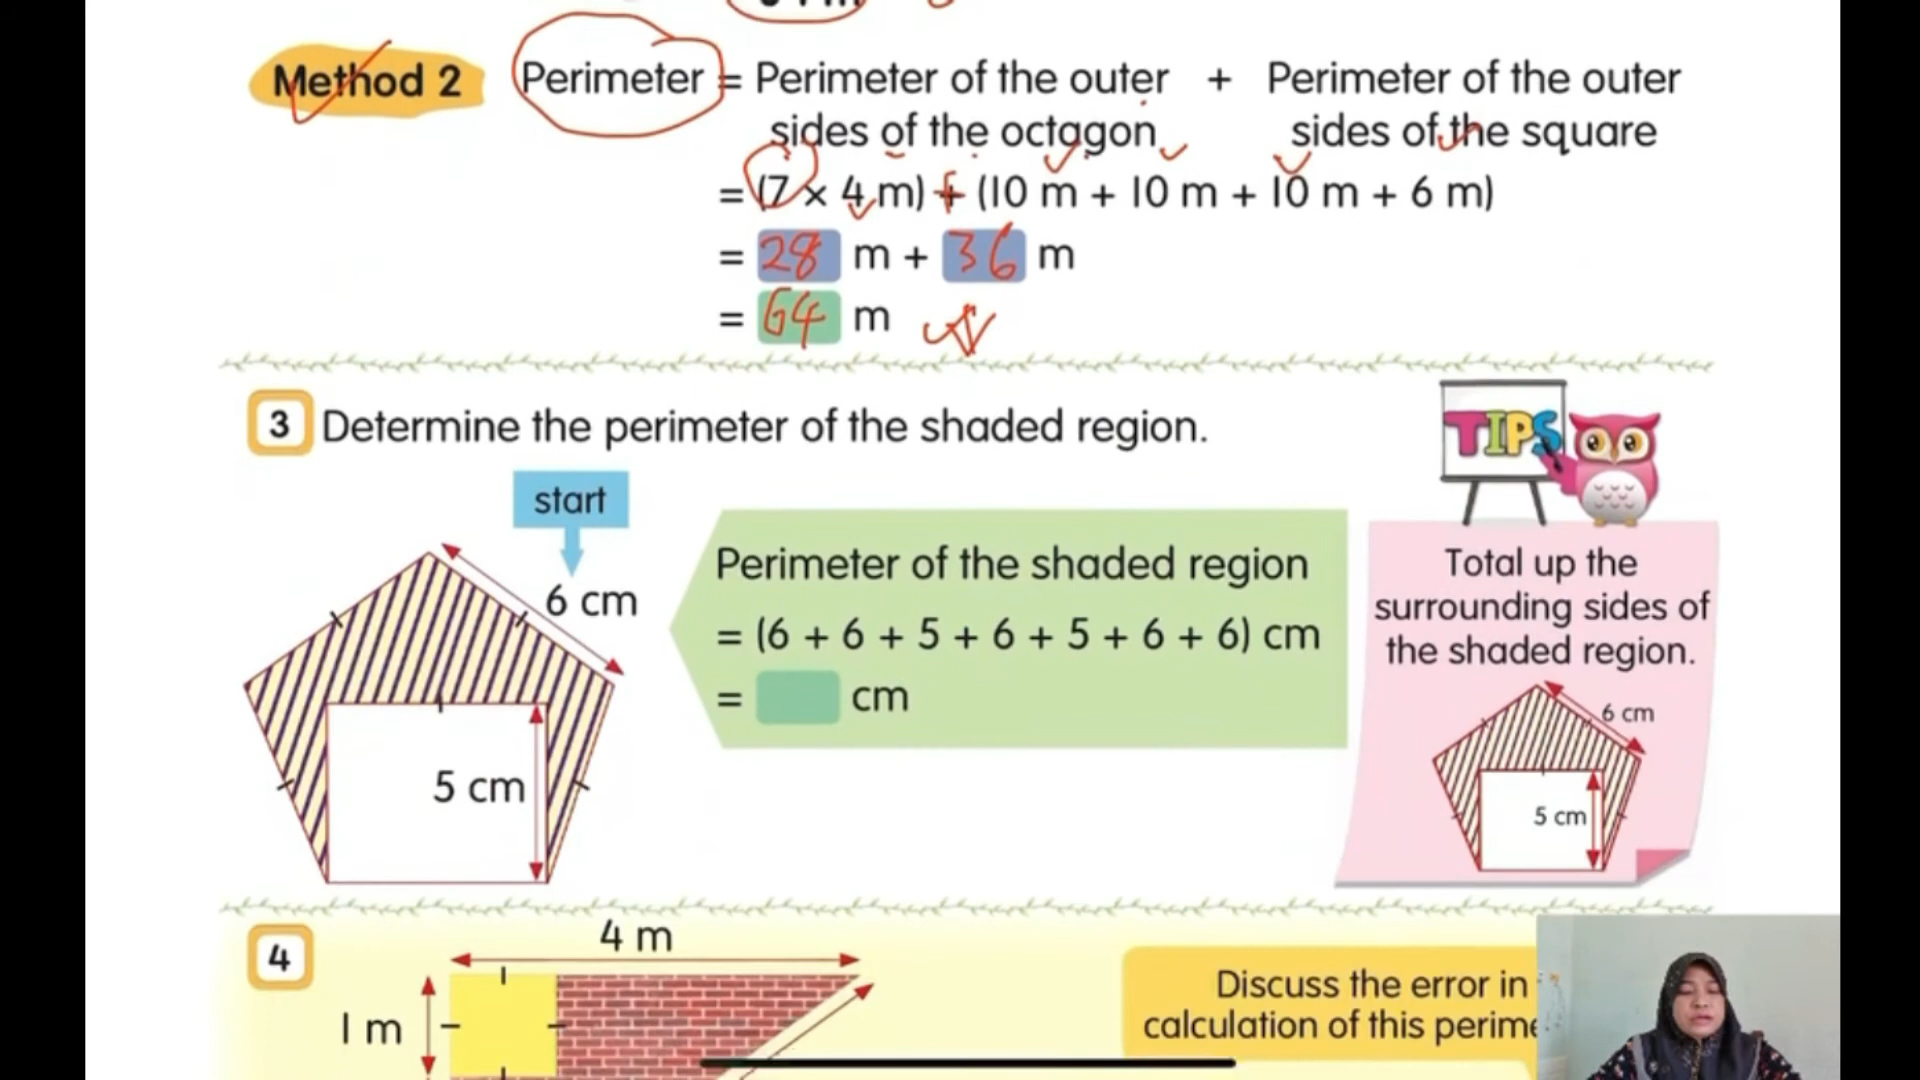 Method 2
Perimeter = Perimeter of the outer + Perimeter of the outer
sides of the octagon sides of the square
= (7 × 4 m) + (10 m + 10 m + 10 m + 6 m)
= 28 m + 36 m
= 64 m
3 Determine the perimeter of the shaded region.
start
6 cm
5 cm
Perimeter of the shaded region
= (6 + 6 + 5 + 6 + 5 + 6 + 6) cm
= cm
TIPS
Total up the
surrounding sides of
the shaded region.
6 cm
5 cm
4
4 m
1 m
Discuss the error in
calculation of this